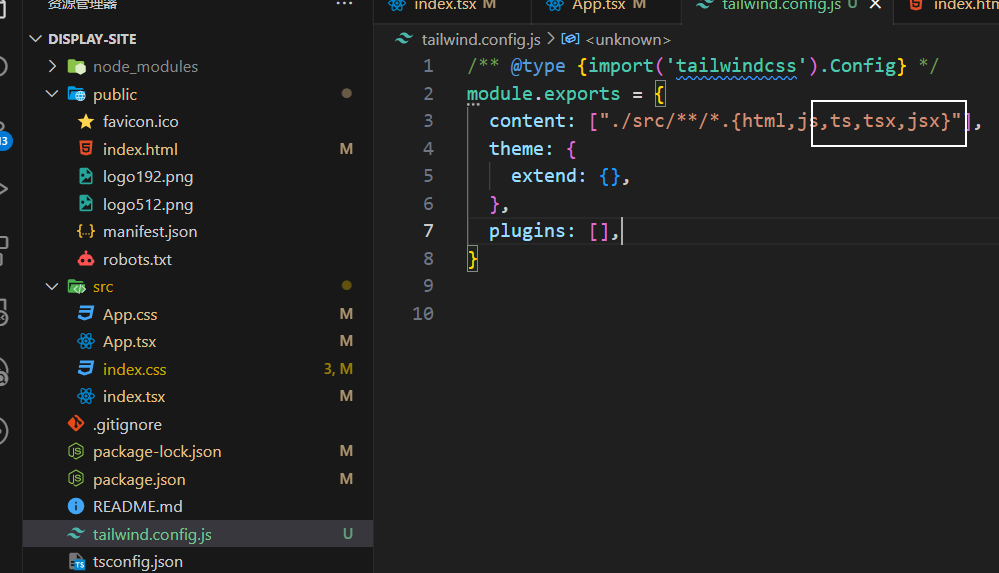 资源管理器
···
index.tsx M
App.tsx M
tailwind.config.js U
index.htm
DISPLAY-SITE
tailwind.config.js > <unknown>
node_modules
public
favicon.ico
index.html M
logo192.png
logo512.png
manifest.json
robots.txt
src
App.css M
App.tsx M
index.css 3, M
index.tsx M
.gitignore
package-lock.json M
package.json M
README.md
tailwind.config.js U
tsconfig.json
1 /** @type {import('tailwindcss').Config} */
2 module.exports = {
3 content: ["./src/**/*.{html,js,ts,tsx,jsx}"],
4 theme: {
5 extend: {},
6 },
7 plugins: [],
8 }
9
10